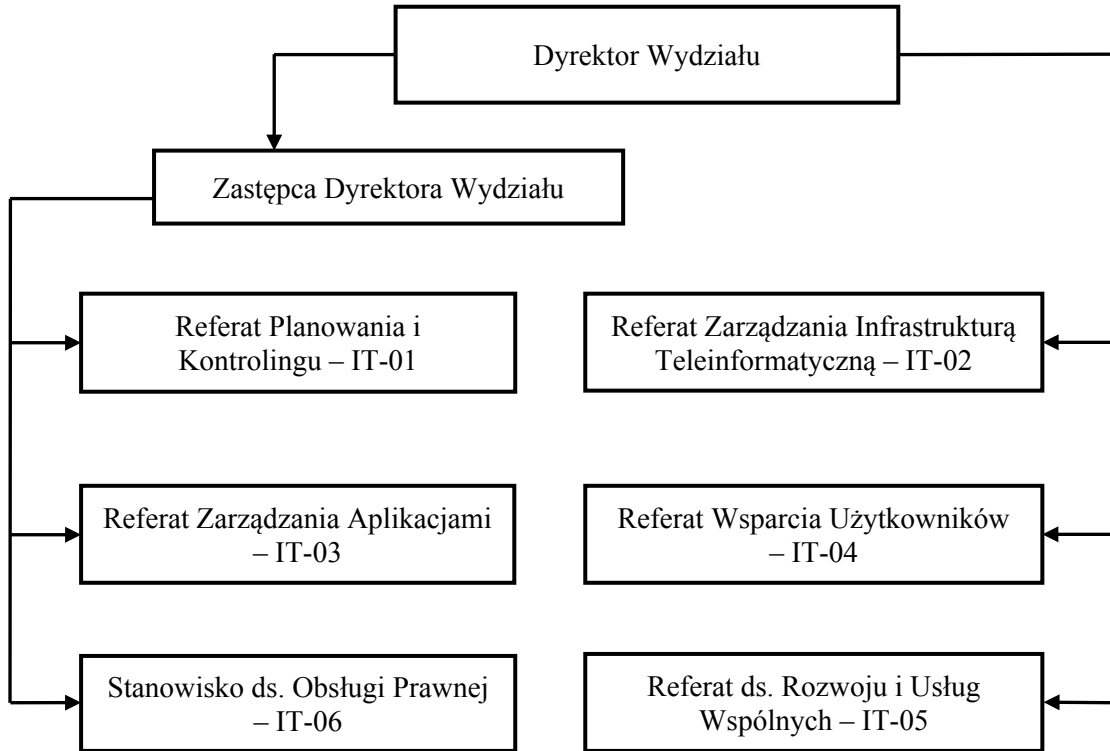 Dyrektor Wydziału
Zastępca Dyrektora Wydziału
Referat Planowania i
Kontrolingu – IT-01
Referat Zarządzania Infrastrukturą
Teleinformatyczną – IT-02
Referat Zarządzania Aplikacjami
– IT-03
Referat Wsparcia Użytkowników
– IT-04
Stanowisko ds. Obsługi Prawnej
– IT-06
Referat ds. Rozwoju i Usług
Wspólnych – IT-05